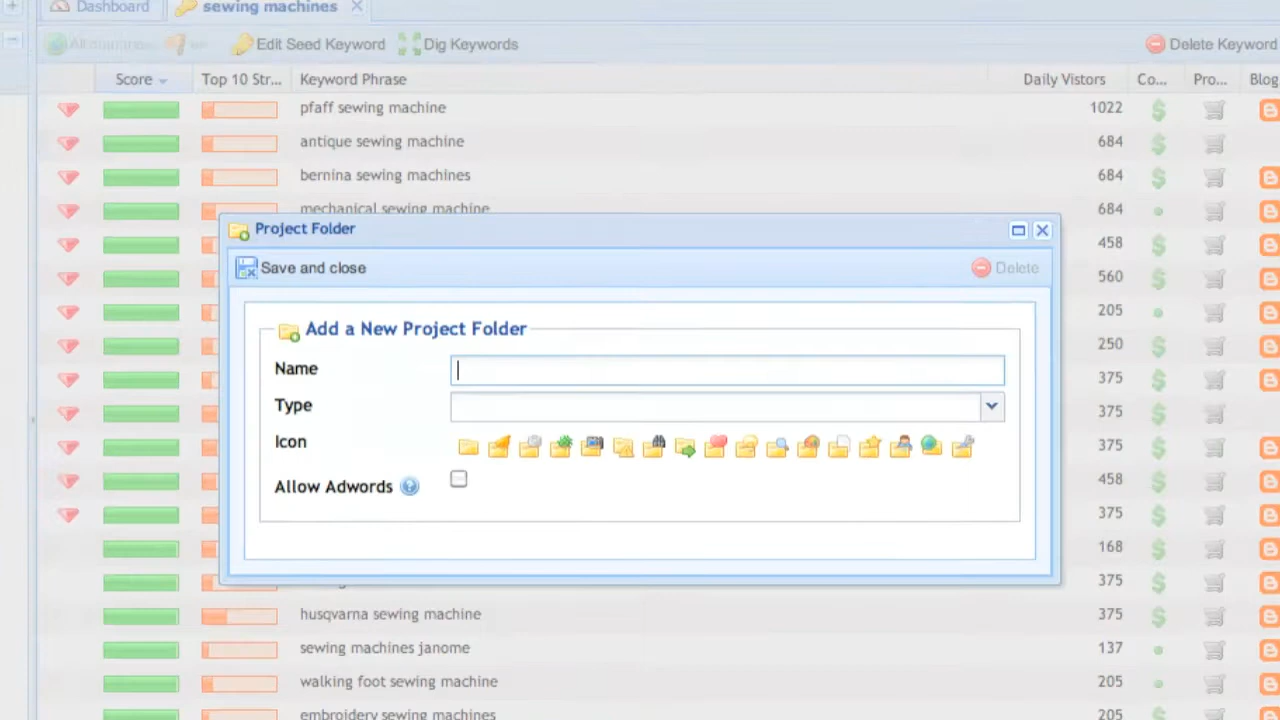 Dashboard
sewing machines
Edit Seed Keyword
Dig Keywords
Delete Keyword
Score
Top 10 Str...
Keyword Phrase
Daily Vistors
Co...
Pro...
Blog
pfaff sewing machine
1022
antique sewing machine
684
bernina sewing machines
684
mechanical sewing machine
684
Project Folder
458
Save and close
Delete
560
205
Add a New Project Folder
250
Name
375
Type
375
Icon
375
Allow Adwords
458
375
168
375
husqvarna sewing machine
375
sewing machines janome
137
walking foot sewing machine
205
embroidery sewing machines
205